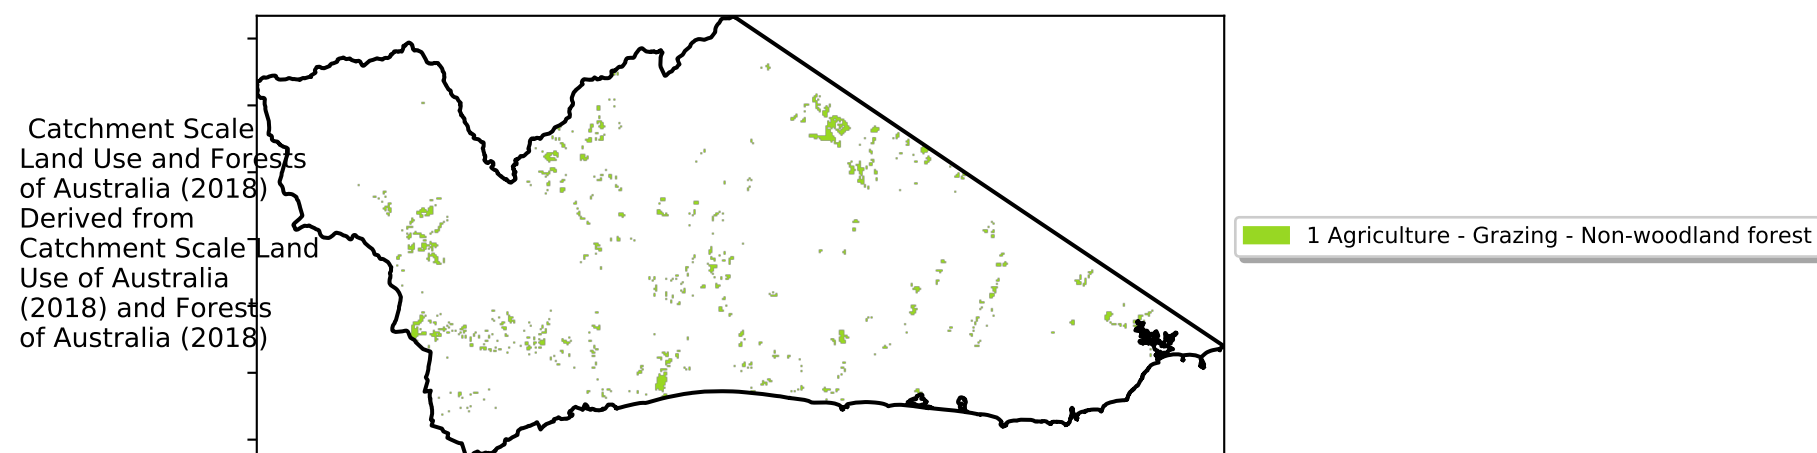 Catchment Scale
Land Use and Forests
of Australia (2018)
Derived from
Catchment Scale Land
Use of Australia
(2018) and Forests
of Australia (2018)
1 Agriculture - Grazing - Non-woodland forest